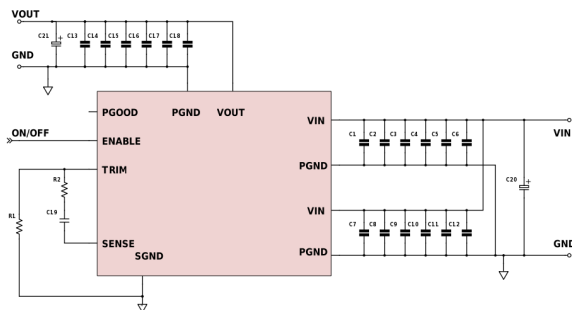 VOUT
C21 C13 C14 C15 C16 C17 C18
GND
PGOOD PGND VOUT
ON/OFF
ENABLE
TRIM
R2
C19
R1
SENSE
SGND
VIN
C1 C2 C3 C4 C5 C6
VIN
PGND
C20
VIN
C7 C8 C9 C10 C11 C12
PGND
GND